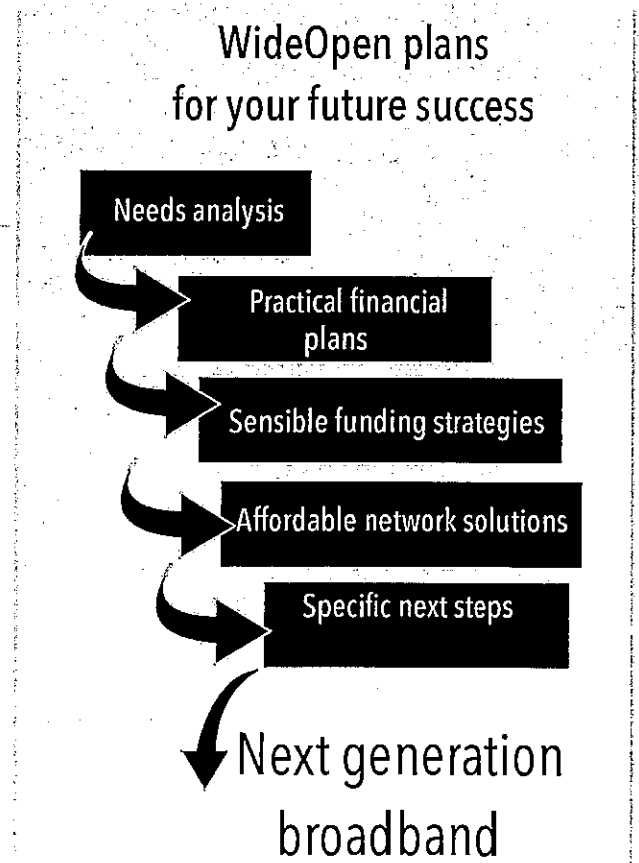 WideOpen plans
for your future success
Needs analysis
Practical financial
plans
Sensible funding strategies
Affordable network solutions
Specific next steps
Next generation
broadband